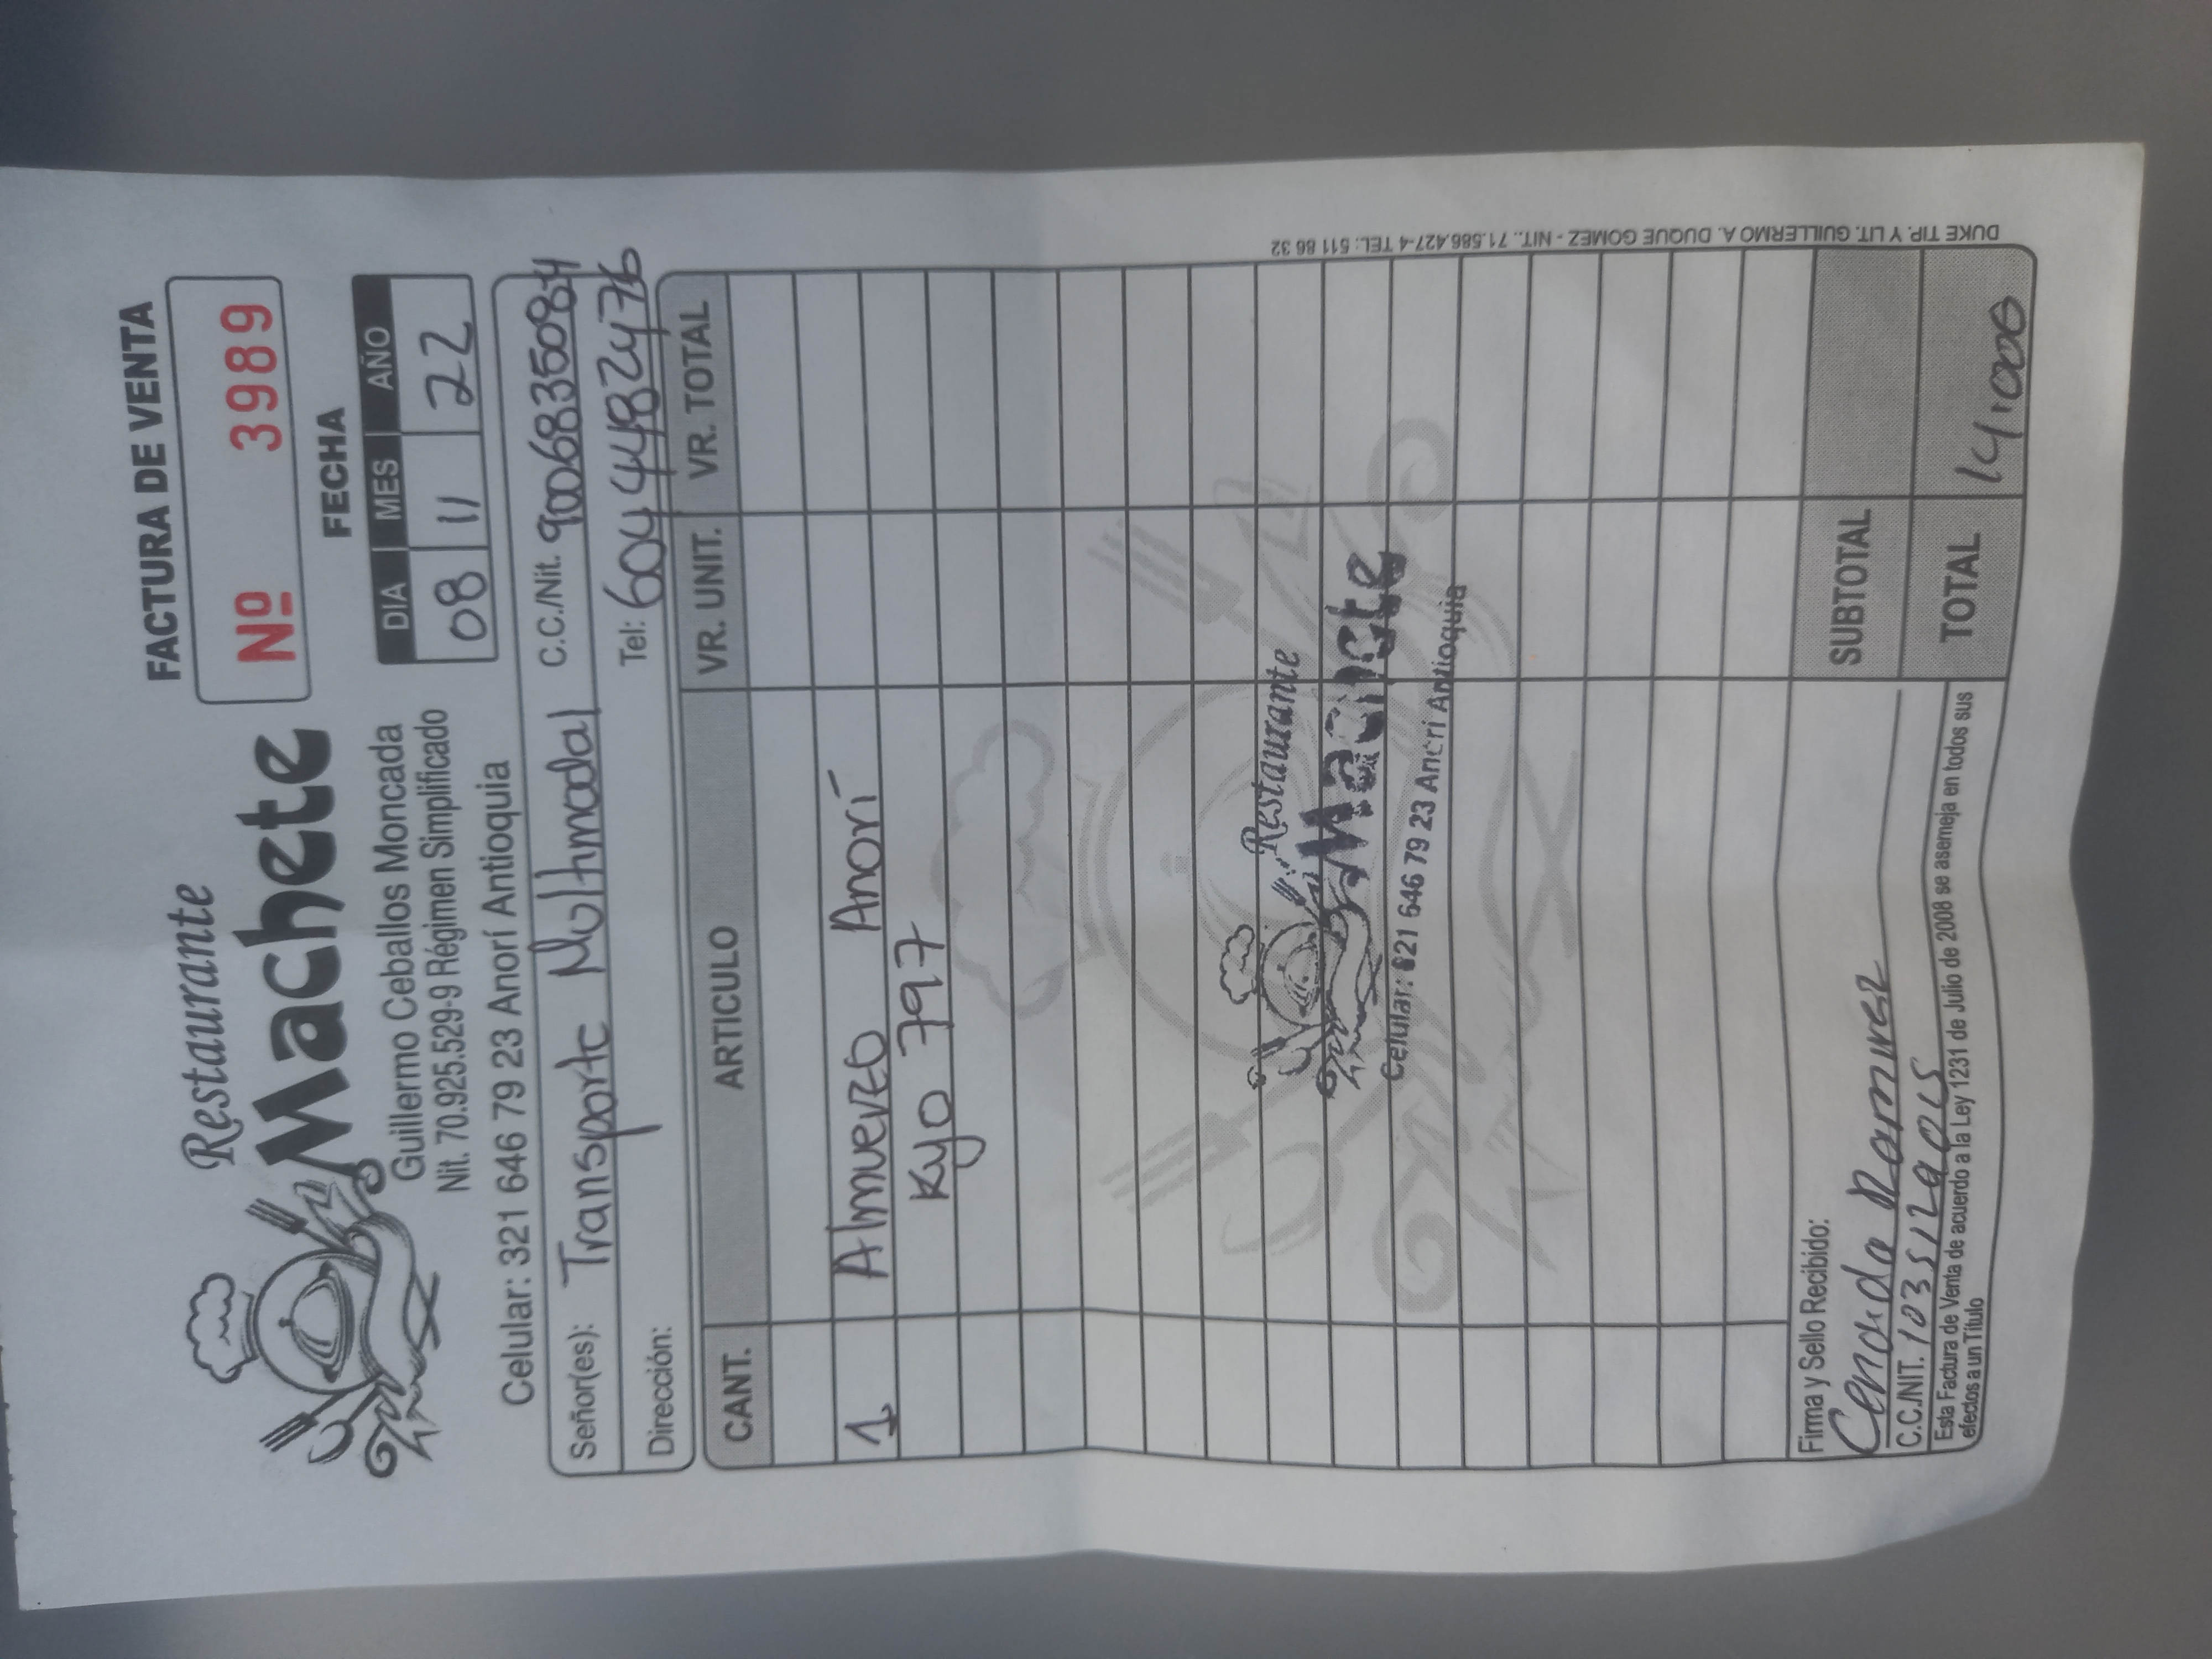 FACTURA DE VENTA
Restaurante
Machete
Nº 3989
Guillermo Ceballos Moncada
Nit. 70.925.529-9 Régimen Simplificado
Celular: 321 646 79 23 Anorí Antioquia
FECHA
DIA MES AÑO
08 11 22
Señor(es): Transporte Multimodal C.C./Nit. 9006835084
Dirección: Tel: 604 4482476
CANT. ARTICULO VR. UNIT. VR. TOTAL
1 Almuerzo Anorí
Kyo 797
Restaurante
Machete
Celular: 321 646 79 23 Anorí Antioquia
Firma y Sello Recibido:
Ramirez
C.C./NIT.
SUBTOTAL
TOTAL 14.000
Esta Factura de Venta de acuerdo a la Ley 1231 de Julio de 2008 se asemeja en todos sus
efectos a un Título
DUKE TIP. Y LIT. GUILLERMO A. DUQUE GOMEZ - NIT.. 71.586.427-4 TEL: 511 86 32